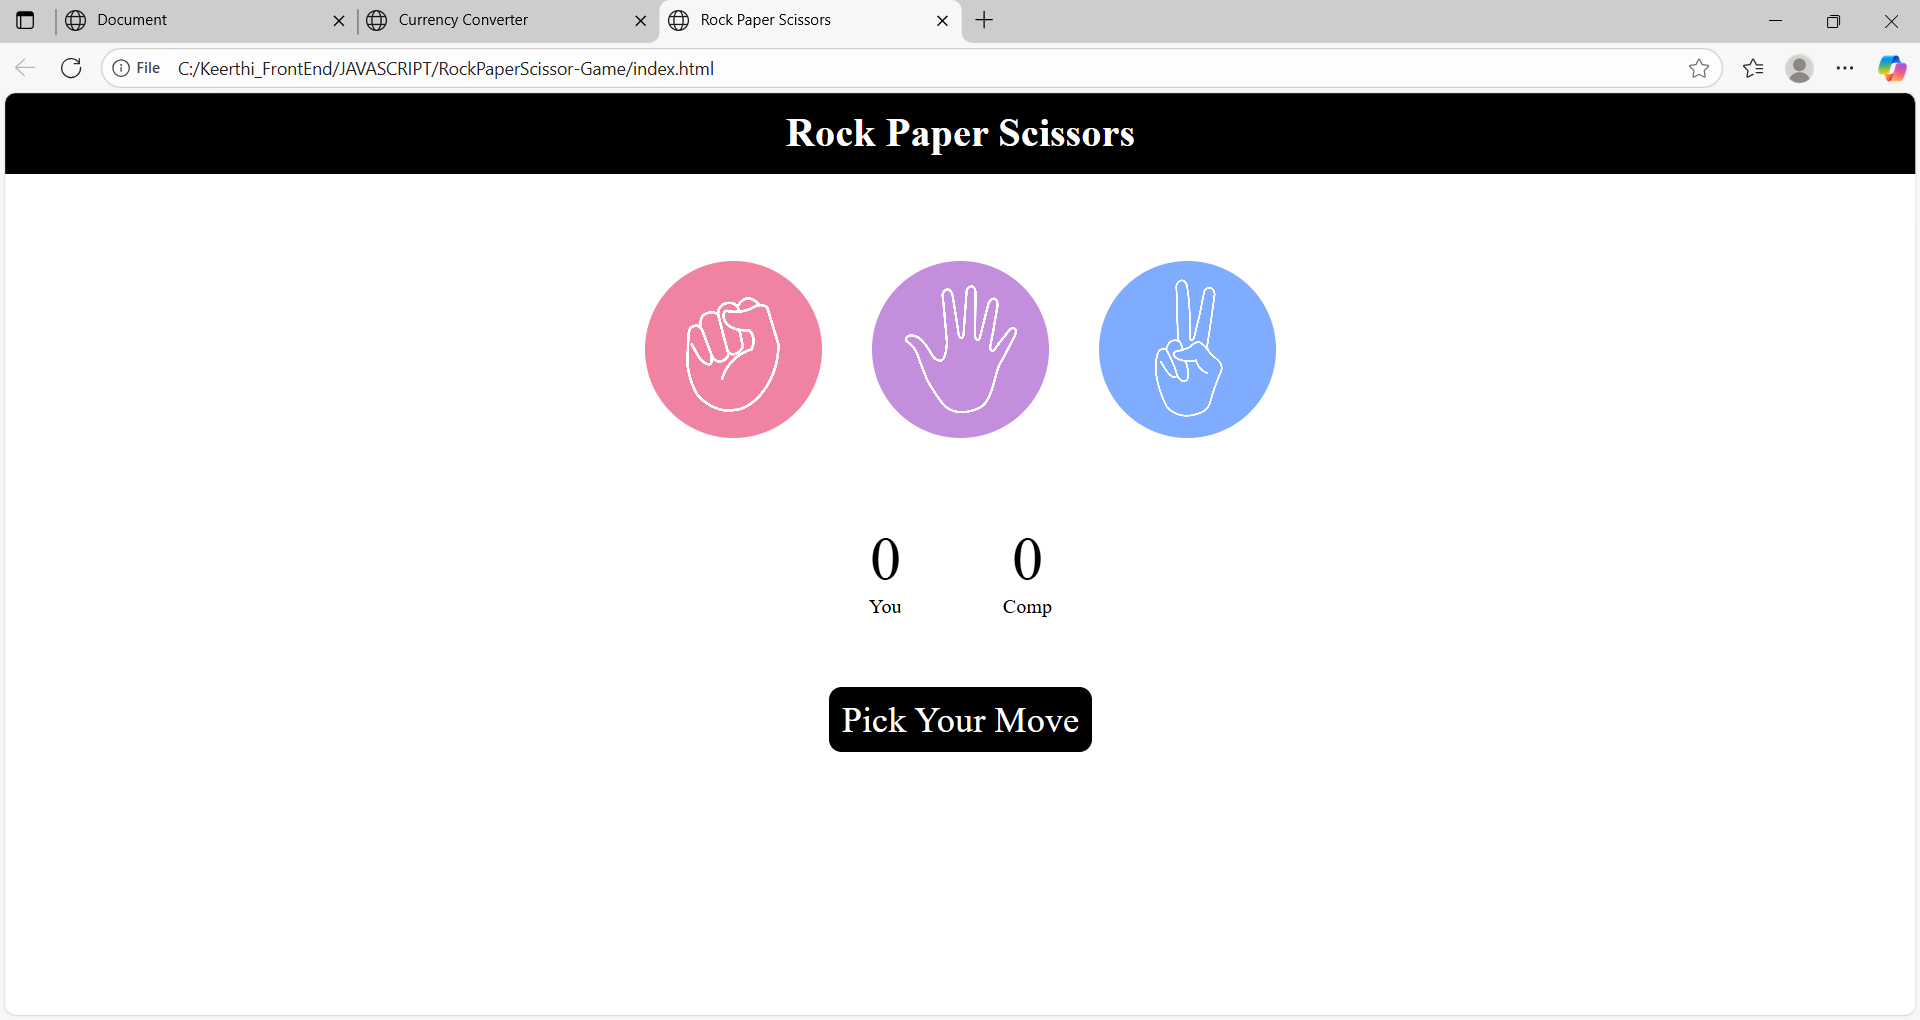 Document
Currency Converter
Rock Paper Scissors
File
C:/Keerthi_FrontEnd/JAVASCRIPT/RockPaperScissor-Game/index.html
Rock Paper Scissors
0
0
You
Comp
Pick Your Move